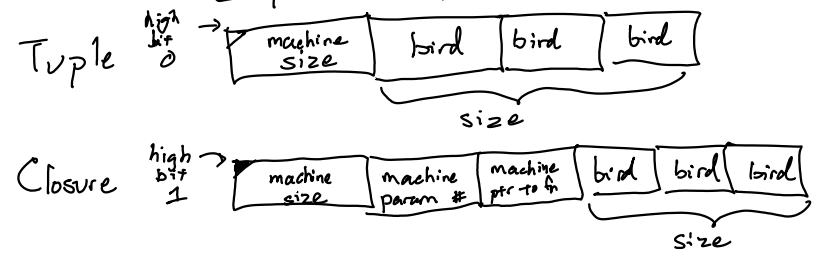 Tuple
high
bit
0
machine
size
bird
bird
bird
size
Closure
high
bit
1
machine
size
machine
param #
machine
ptr to fn
bird
bird
bird
size